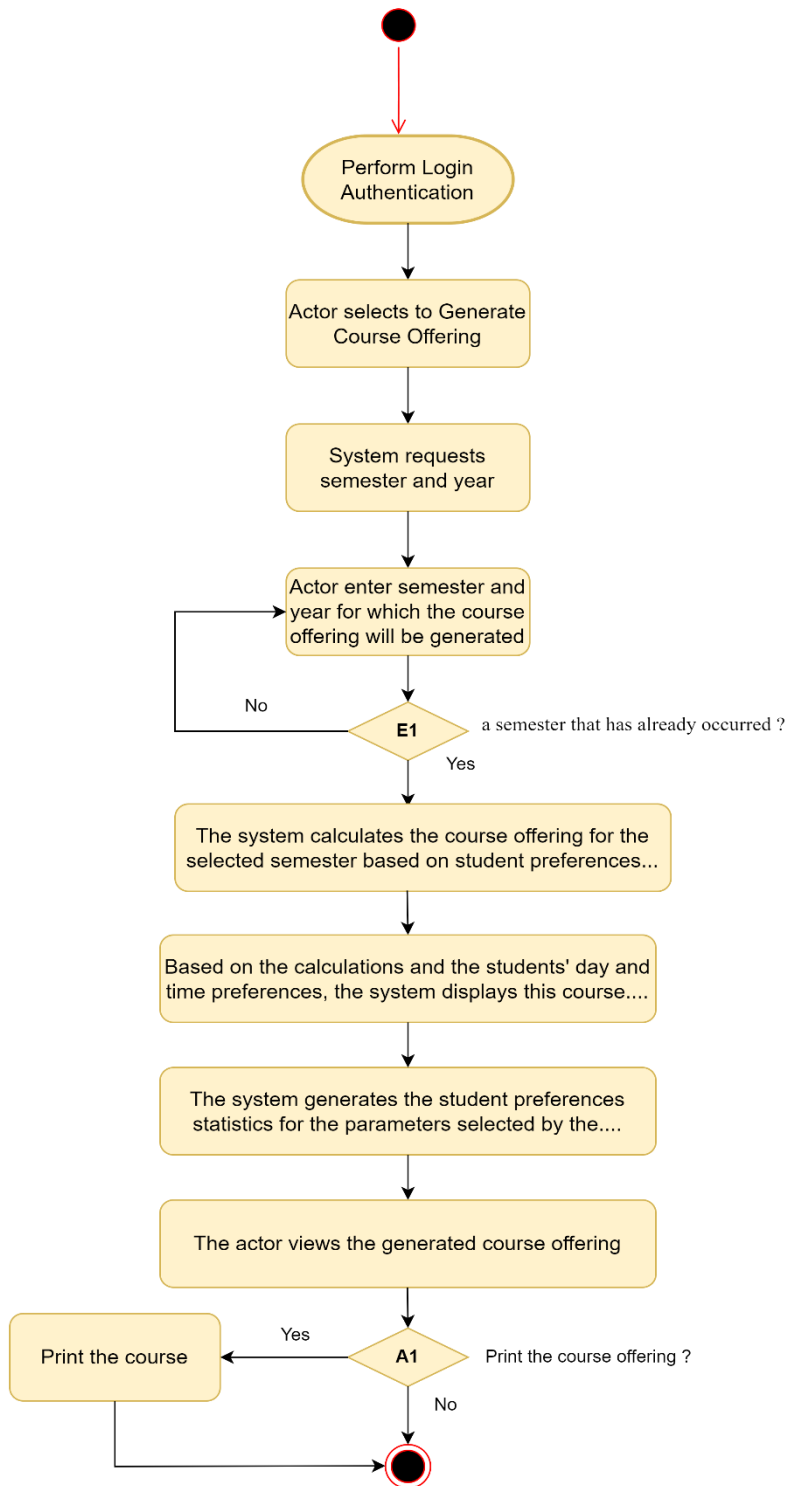 Perform Login
Authentication
Actor selects to Generate
Course Offering
System requests
semester and year
Actor enter semester and
year for which the course
offering will be generated
No
E1
a semester that has already occurred ?
Yes
The system calculates the course offering for the
selected semester based on student preferences...
Based on the calculations and the students' day and
time preferences, the system displays this course....
The system generates the student preferences
statistics for the parameters selected by the....
The actor views the generated course offering
Yes
Print the course
A1
Print the course offering ?
No